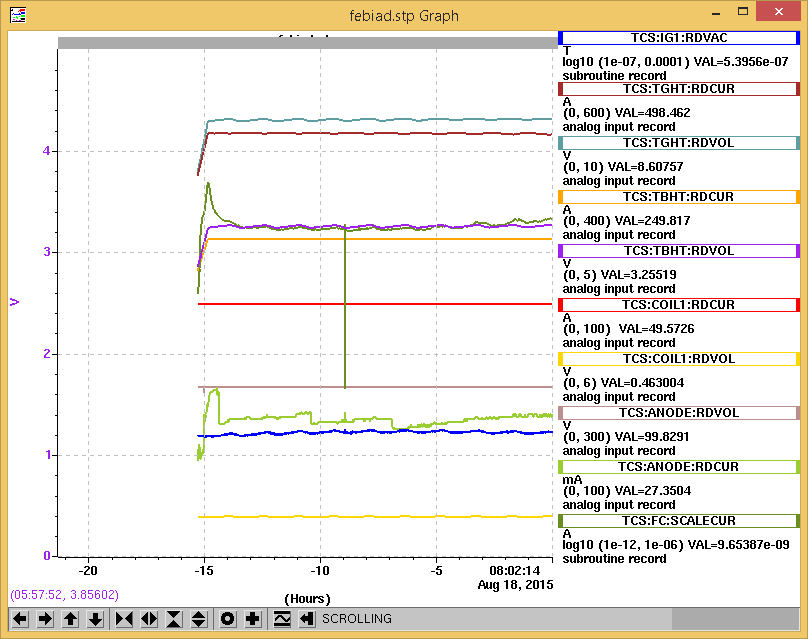 febiad.stp Graph
TCS:IG1:RDVAC
T
log10 (1e-07, 0.0001) VAL=5.3956e-07
subroutine record
TCS:TGHT:RDCUR
A
(0, 600) VAL=498.462
analog input record
TCS:TGHT:RDVOL
V
(0, 10) VAL=8.60757
analog input record
TCS:TBHT:RDCUR
A
(0, 400) VAL=249.817
analog input record
TCS:TBHT:RDVOL
V
(0, 5) VAL=3.25519
analog input record
TCS:COIL1:RDCUR
A
(0, 100) VAL=49.5726
analog input record
TCS:COIL1:RDVOL
V
(0, 6) VAL=0.463004
analog input record
TCS:ANODE:RDVOL
V
(0, 300) VAL=99.8291
analog input record
TCS:ANODE:RDCUR
mA
(0, 100) VAL=27.3504
analog input record
TCS:FC:SCALECUR
A
log10 (1e-12, 1e-06) VAL=9.65387e-09
subroutine record
4
3
V
2
1
0
-20 -15 -10 -5 08:02:14
Aug 18, 2015
(05:57:52, 3.85602)
(Hours)
SCROLLING